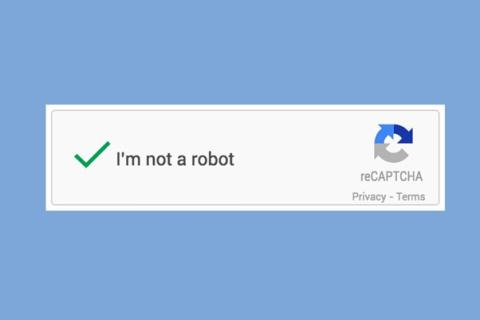 I'm not a robot
reCAPTCHA
Privacy - Terms